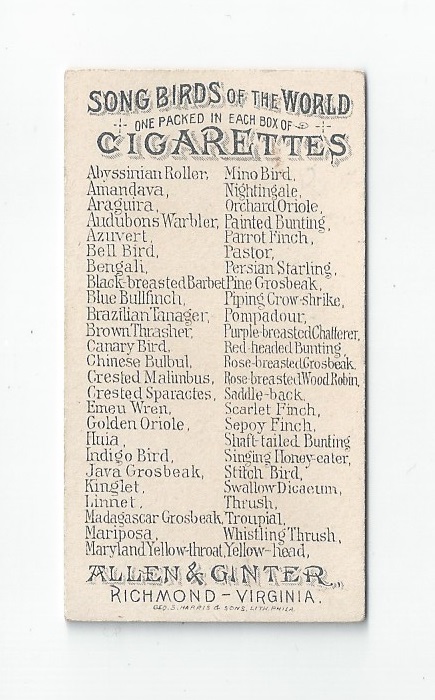 SONG BIRDS OF THE WORLD
ONE PACKED IN EACH BOX OF
CIGARETTES
Abyssinian Roller,
Amandava,
Araguira,
Audubons Warbler,
Azuvert,
Bell Bird,
Bengali,
Black-breasted Barbet
Blue Bullfinch,
Brazilian Tanager,
Brown Thrasher,
Canary Bird,
Chinese Bulbul,
Crested Malimbus,
Crested Sparactes,
Emeu Wren,
Golden Oriole,
Huia,
Indigo Bird,
Java Grosbeak,
Kinglet,
Linnet,
Madagascar Grosbeak,
Mariposa,
Maryland Yellow-throat,
Mino Bird,
Nightingale,
Orchard Oriole,
Painted Bunting,
Parrot Finch,
Pastor,
Persian Starling,
Pine Grosbeak,
Piping Crow-shrike,
Pompadour,
Purple-breasted Chatterer,
Red-headed Bunting
Rose-breasted Grosbeak.
Rose-breasted Wood Robin,
Saddle-back,
Scarlet Finch,
Sepoy Finch,
Shaft-tailed Bunting
Singing Honey-eater,
Stitch Bird,
Swallow Dicaeum,
Thrush,
Troupial,
Whistling Thrush,
Yellow-head,
ALLEN & GINTER,
RICHMOND - VIRGINIA.
GEO. S. HARRIS & SONS, LITH. PHILA.